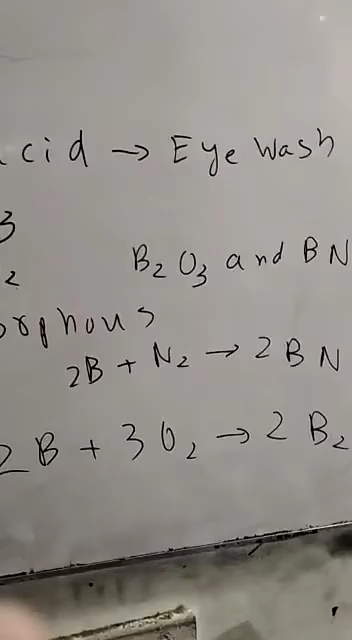 cid → Eye Wash
3
2
B₂O₃ and BN
orphous
2B + N₂ → 2BN
2B + 3O₂ → 2B₂